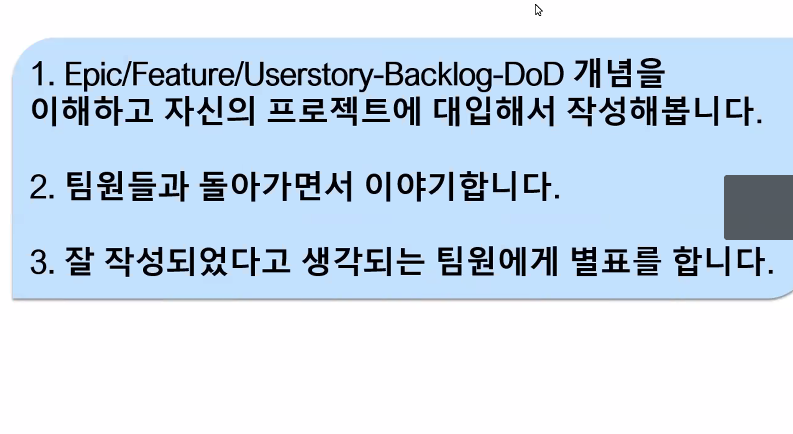 1. Epic/Feature/Userstory-Backlog-DoD 개념을
이해하고 자신의 프로젝트에 대입해서 작성해봅니다.
2. 팀원들과 돌아가면서 이야기합니다.
3. 잘 작성되었다고 생각되는 팀원에게 별표를 합니다.